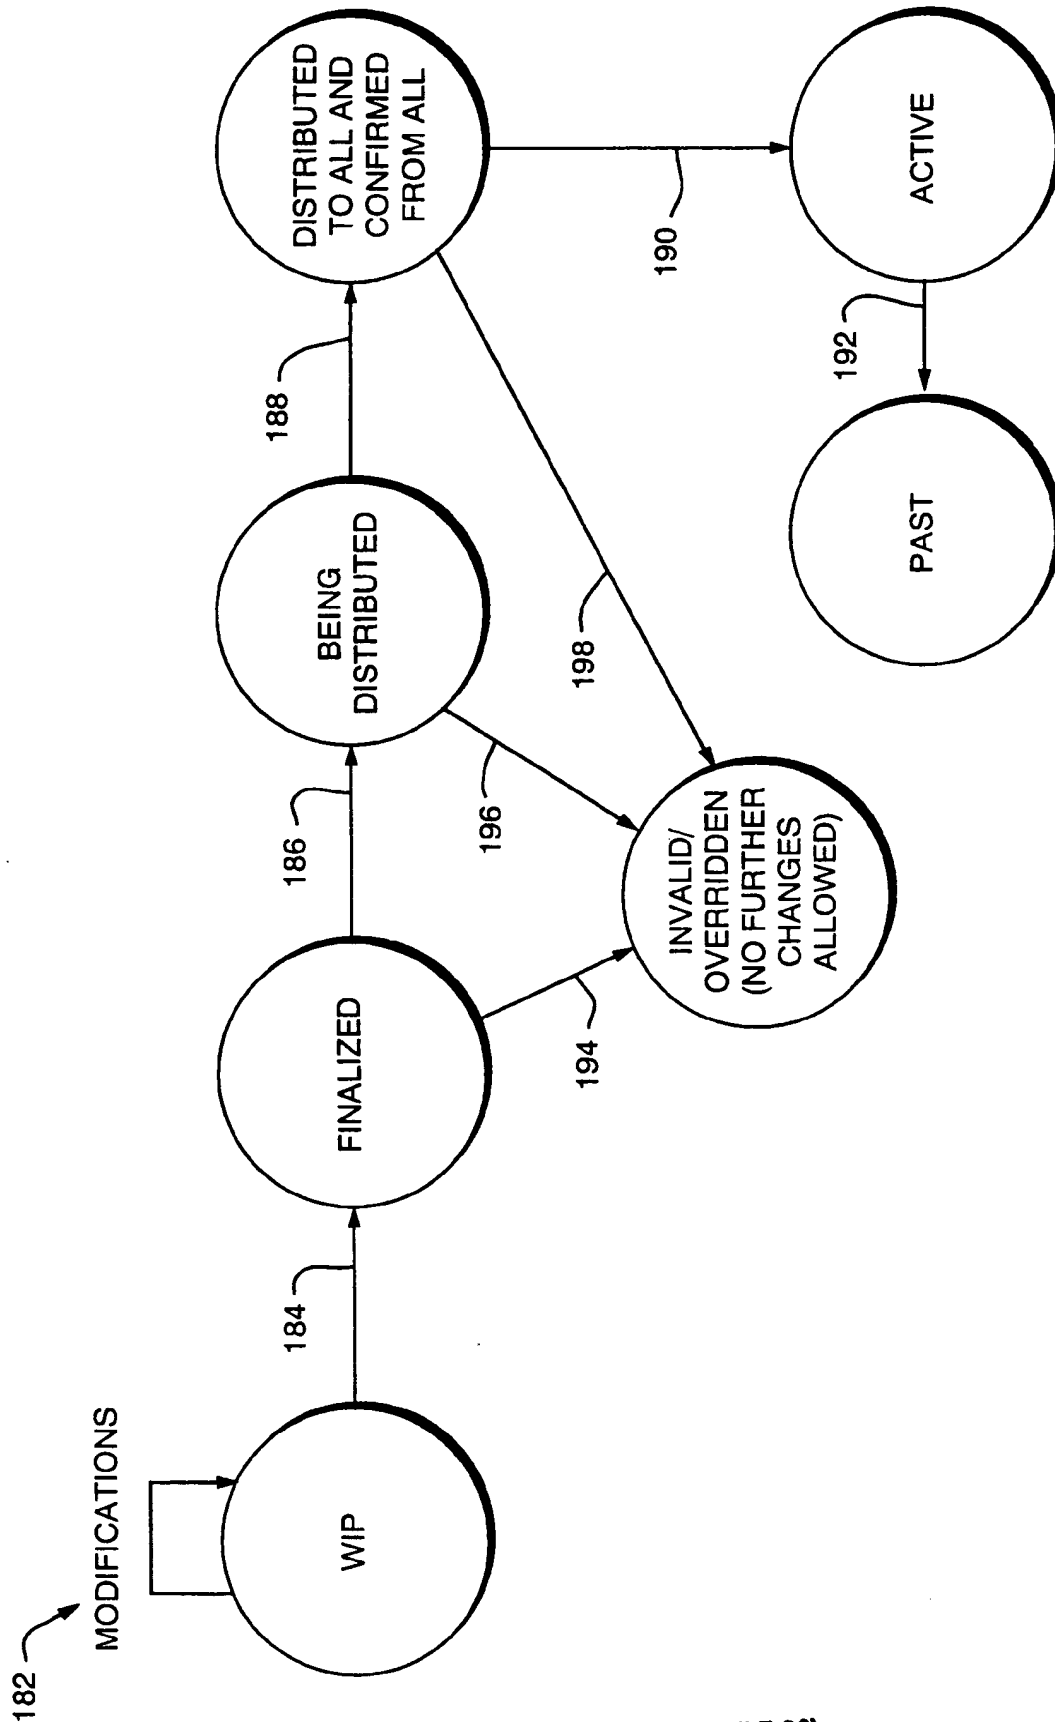 182
MODIFICATIONS
WIP
184
FINALIZED
186
BEING
DISTRIBUTED
188
DISTRIBUTED
TO ALL AND
CONFIRMED
FROM ALL
194
196
198
190
INVALID/
OVERRIDDEN
(NO FURTHER
CHANGES
ALLOWED)
PAST
192
ACTIVE